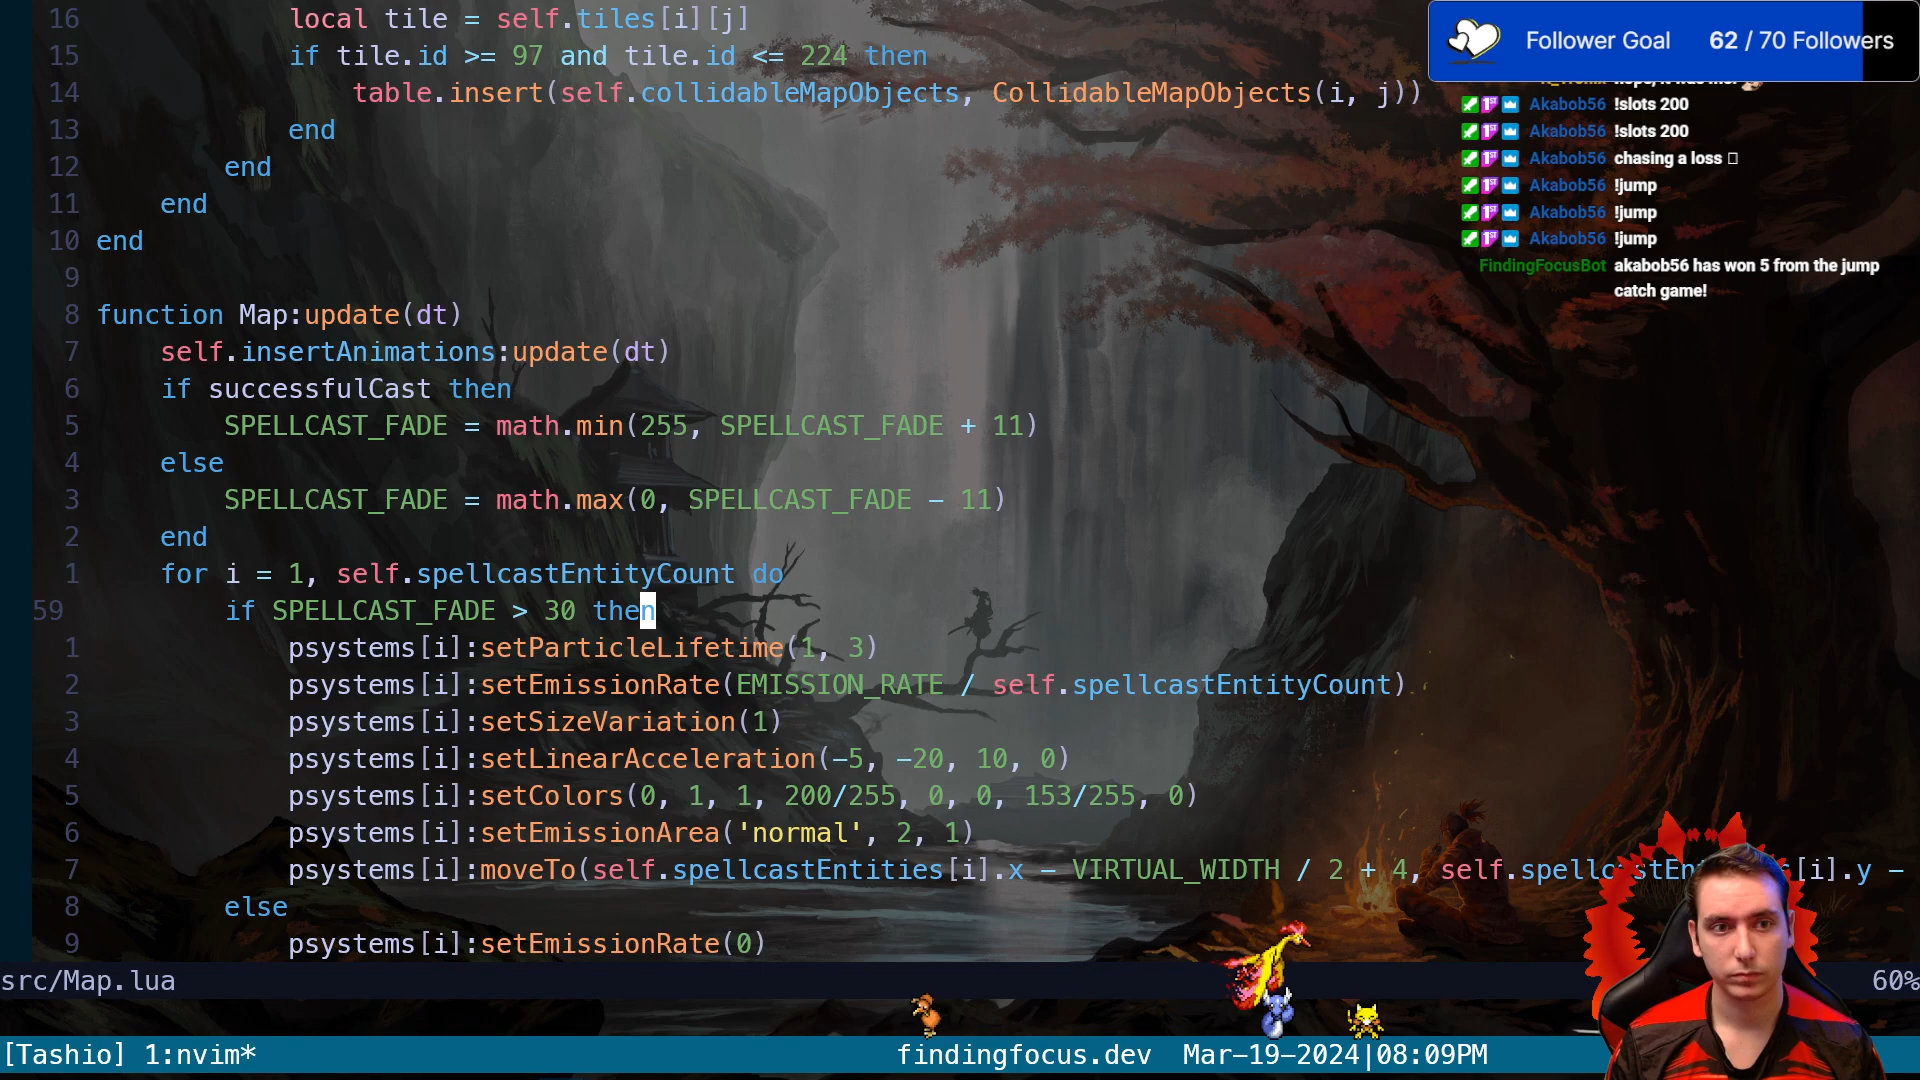 16 local tile = self.tiles[i][j]
15 if tile.id >= 97 and tile.id <= 224 then
14 table.insert(self.collidableMapObjects, CollidableMapObjects(i, j))
13 end
12 end
11 end
10 end
9
8 function Map:update(dt)
7 self.insertAnimations:update(dt)
6 if successfulCast then
5 SPELLCAST_FADE = math.min(255, SPELLCAST_FADE + 11)
4 else
3 SPELLCAST_FADE = math.max(0, SPELLCAST_FADE - 11)
2 end
1 for i = 1, self.spellcastEntityCount do
59 if SPELLCAST_FADE > 30 then
1 psystems[i]:setParticleLifetime(1, 3)
2 psystems[i]:setEmissionRate(EMISSION_RATE / self.spellcastEntityCount)
3 psystems[i]:setSizeVariation(1)
4 psystems[i]:setLinearAcceleration(-5, -20, 10, 0)
5 psystems[i]:setColors(0, 1, 1, 200/255, 0, 0, 153/255, 0)
6 psystems[i]:setEmissionArea('normal', 2, 1)
7 psystems[i]:moveTo(self.spellcastEntities[i].x - VIRTUAL_WIDTH / 2 + 4, self.spellcastEn [i].y -
8 else
9 psystems[i]:setEmissionRate(0)
src/Map.lua 60%
[Tashio] 1:nvim* findingfocus.dev Mar-19-2024|08:09PM
Follower Goal 62 / 70 Followers
Akabob56 !slots 200
Akabob56 !slots 200
Akabob56 chasing a loss
Akabob56 !jump
Akabob56 !jump
Akabob56 !jump
FindingFocusBot akabob56 has won 5 from the jump
catch game!